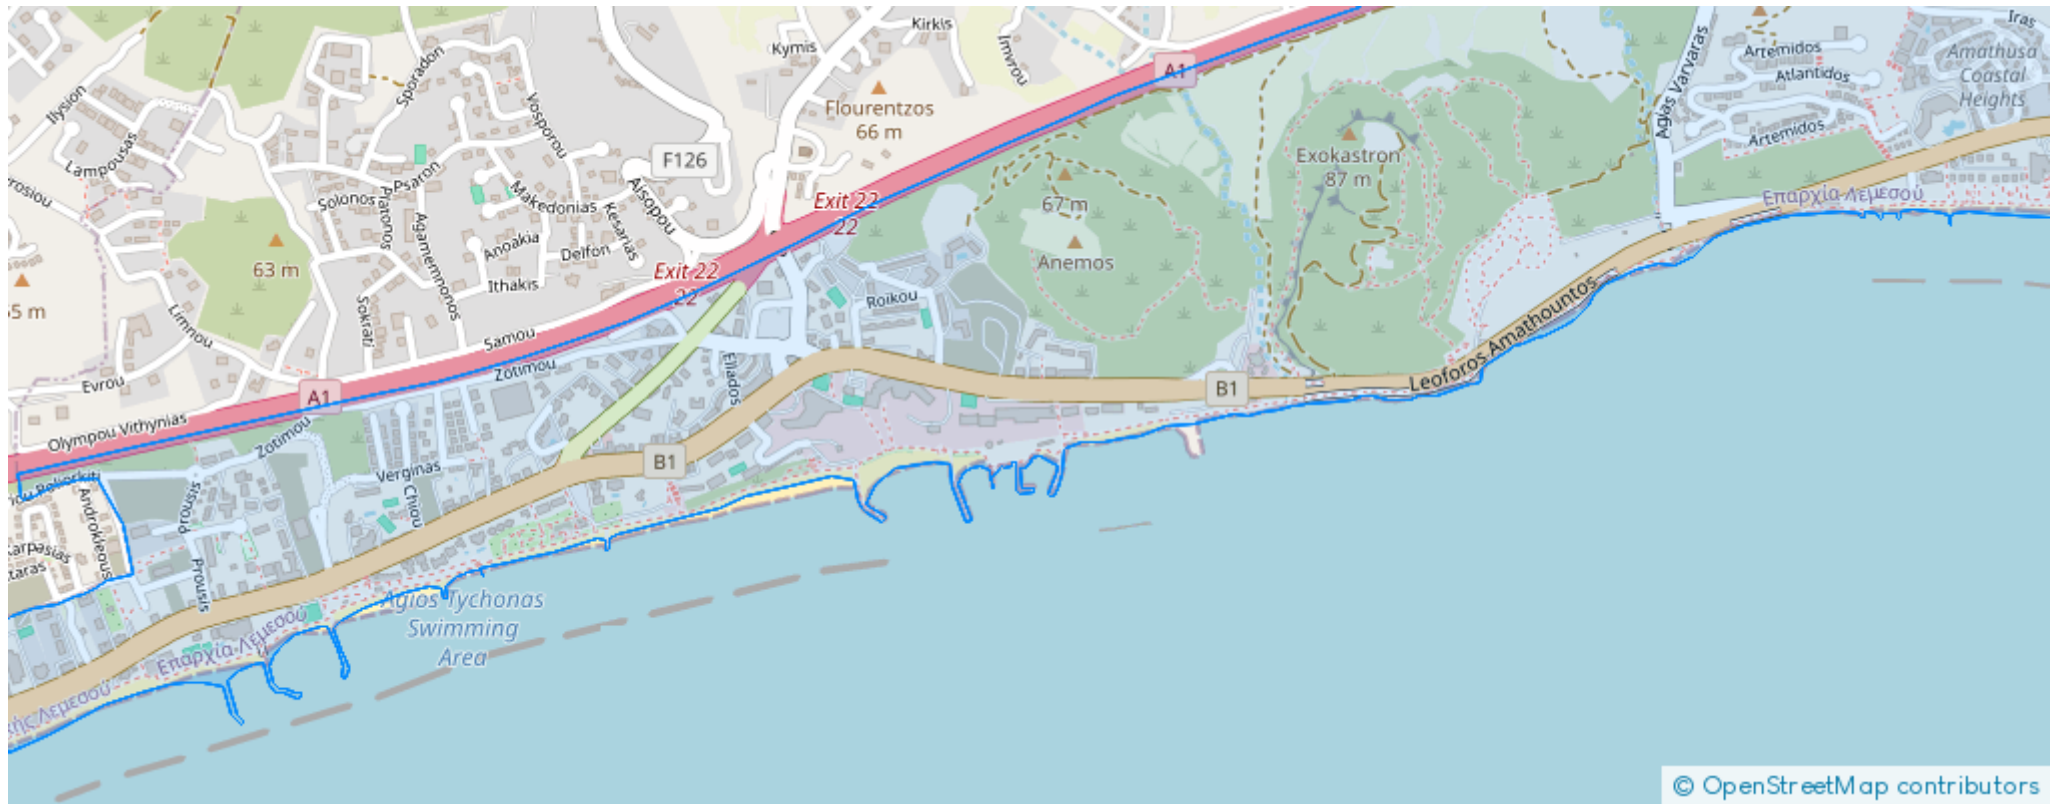 Kirkis
Kymis
Imvrou
A1
Iras
Artemidos
Atlantidos
Amathusa
Coastal
Heights
Agias Varvaras
Artemidos
Sporadon
Ilysion
Vosporou
Flourentzos
66 m
Lampousas
F126
Exokastron
87 m
Psaron
Makedonias
Aisopou
Exit 22
22
67 m
Επαρχία Λεμεσού
Solonos
Agamemnonos
Kesarias
Anoakia
Delfon
Anemos
63 m
Exit 22
22
Ithakis
Roikou
Sokrati
Limnou
Samou
Leoforos Amathountos
Zotimou
Ellados
Evrou
A1
B1
Olympou Vithynias
Zotimou
B1
Verginas
Chiou
Prousis
Androkleous
Prousis
Agios Tychonas
Swimming
Area
Επαρχία Λεμεσού
Λεμεσού
© OpenStreetMap contributors